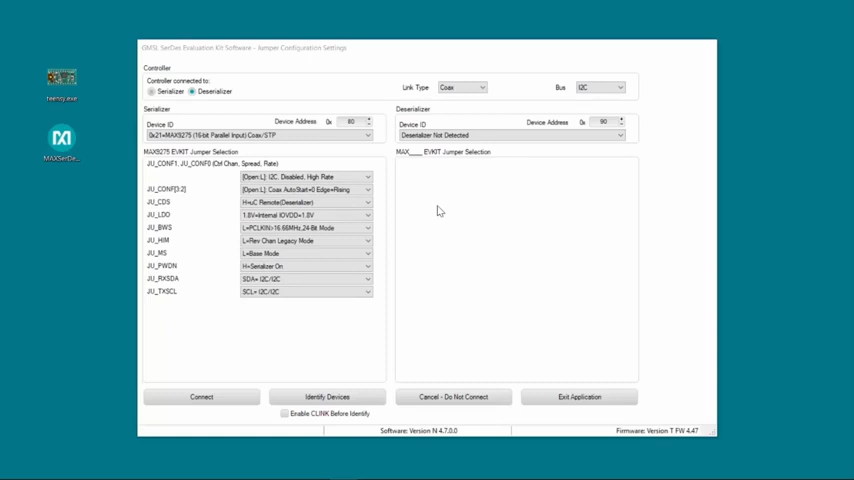 GMSL SerDes Evaluation Kit Software - Jumper Configuration Settings
Controller
Controller connected to:
Serializer Deserializer
Link Type Coax
Bus I2C
Serializer
Device ID
Device Address 0x 80
0x21=MAX9275 (16-bit Parallel Input) Coax/STP
Deserializer
Device ID
Device Address 0x 90
Deserializer Not Detected
MAX9275 EVKIT Jumper Selection
JU_CONF1, JU_CONF0 (Ctrl Chan, Spread, Rate)
[Open:L]: I2C. Disabled, High Rate
JU_CONF[3:2] [Open:L]: Coax AutoStart=0 Edge=Rising
JU_CDS H=uC Remote(Deserializer)
JU_LDO 1.8V=Internal IOVDD=1.8V
JU_BWS L=PCLKIN>16.66MHz,24-Bit Mode
JU_HIM L=Rev Chan Legacy Mode
JU_MS L=Base Mode
JU_PWDN H=Serializer On
JU_RXSDA SDA= I2C/I2C
JU_TXSCL SCL= I2C/I2C
MAX____ EVKIT Jumper Selection
Connect
Identify Devices
Cancel - Do Not Connect
Exit Application
Enable CLINK Before Identify
Software: Version N 4.7.0.0
Firmware: Version T FW 4.47
teensy.exe
MAXSerDe...